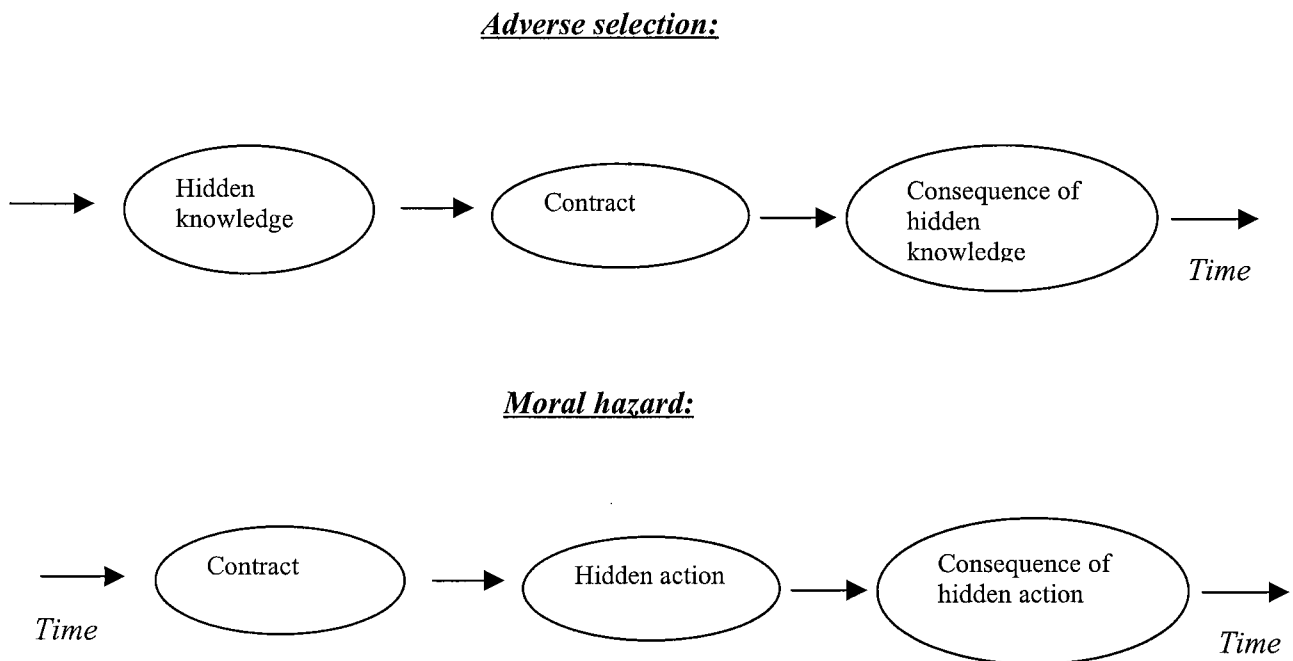 Adverse selection:
Hidden
knowledge
Contract
Consequence of
hidden
knowledge
Time
Moral hazard:
Contract
Hidden action
Consequence of
hidden action
Time
Time